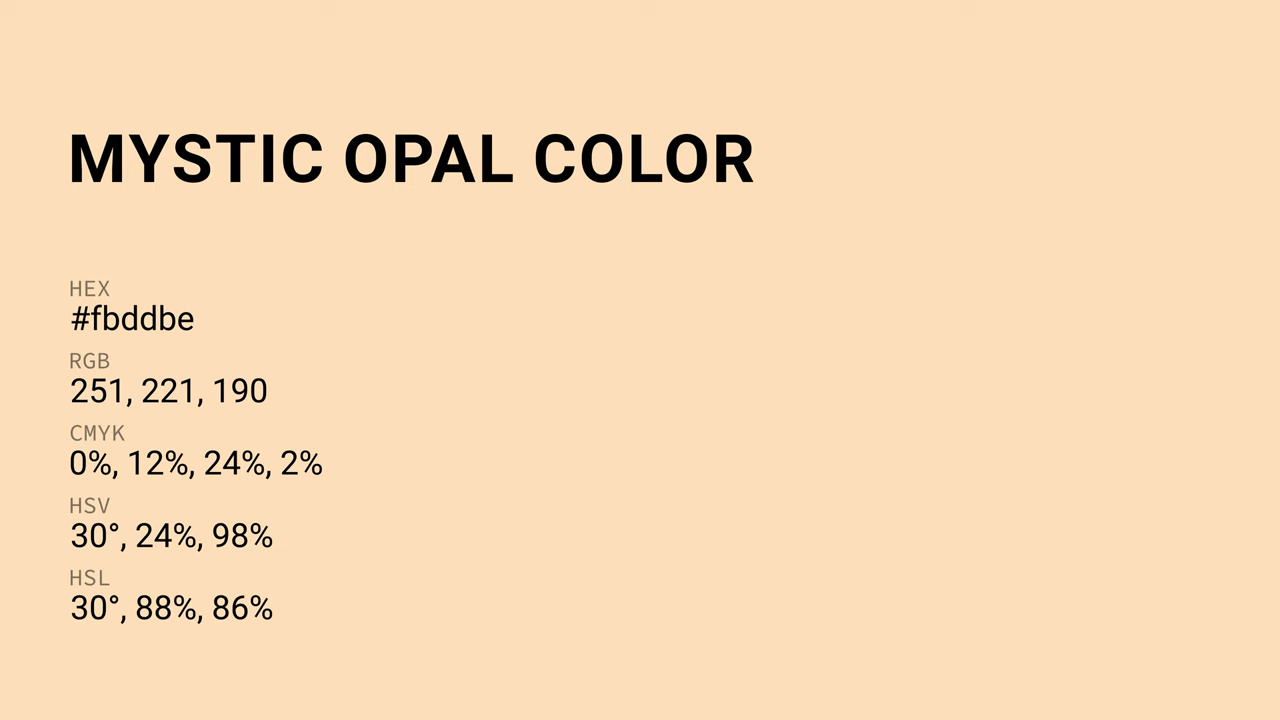 MYSTIC OPAL COLOR
HEX
#fbddbe
RGB
251, 221, 190
CMYK
0%, 12%, 24%, 2%
HSV
30°, 24%, 98%
HSL
30°, 88%, 86%